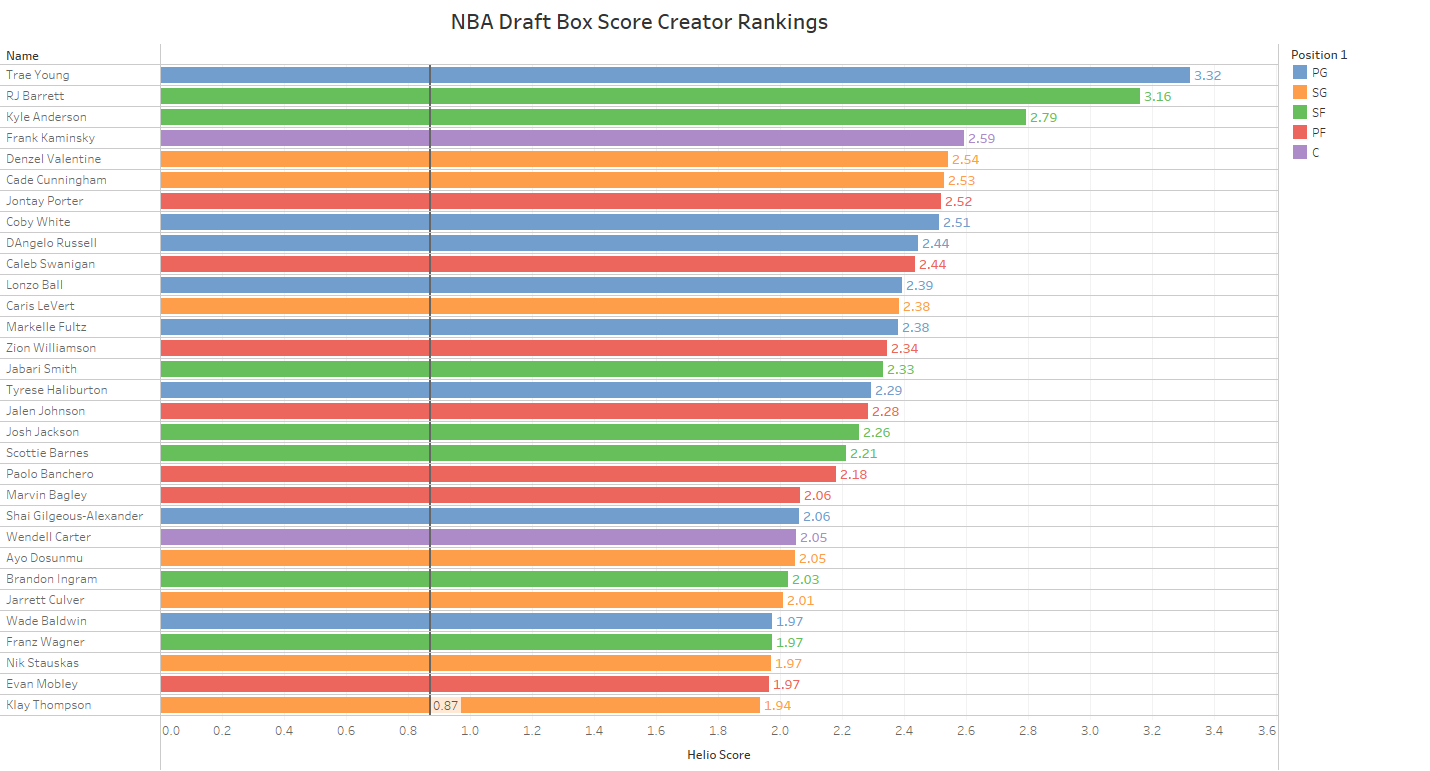 NBA Draft Box Score Creator Rankings
Name
Position 1
Trae Young 3.32 PG
RJ Barrett 3.16 SG
Kyle Anderson 2.79 SF
Frank Kaminsky 2.59 PF
Denzel Valentine 2.54 C
Cade Cunningham 2.53
Jontay Porter 2.52
Coby White 2.51
DAngelo Russell 2.44
Caleb Swanigan 2.44
Lonzo Ball 2.39
Caris LeVert 2.38
Markelle Fultz 2.38
Zion Williamson 2.34
Jabari Smith 2.33
Tyrese Haliburton 2.29
Jalen Johnson 2.28
Josh Jackson 2.26
Scottie Barnes 2.21
Paolo Banchero 2.18
Marvin Bagley 2.06
Shai Gilgeous-Alexander 2.06
Wendell Carter 2.05
Ayo Dosunmu 2.05
Brandon Ingram 2.03
Jarrett Culver 2.01
Wade Baldwin 1.97
Franz Wagner 1.97
Nik Stauskas 1.97
Evan Mobley 1.97
Klay Thompson 0.87 1.94
0.0 0.2 0.4 0.6 0.8 1.0 1.2 1.4 1.6 1.8 2.0 2.2 2.4 2.6 2.8 3.0 3.2 3.4 3.6
Helio Score